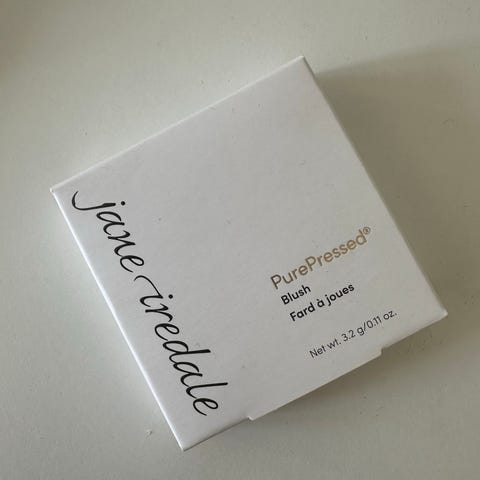 jane iredale
PurePressed®
Blush
Fard à joues
Net wt. 3.2 g/0.11 oz.